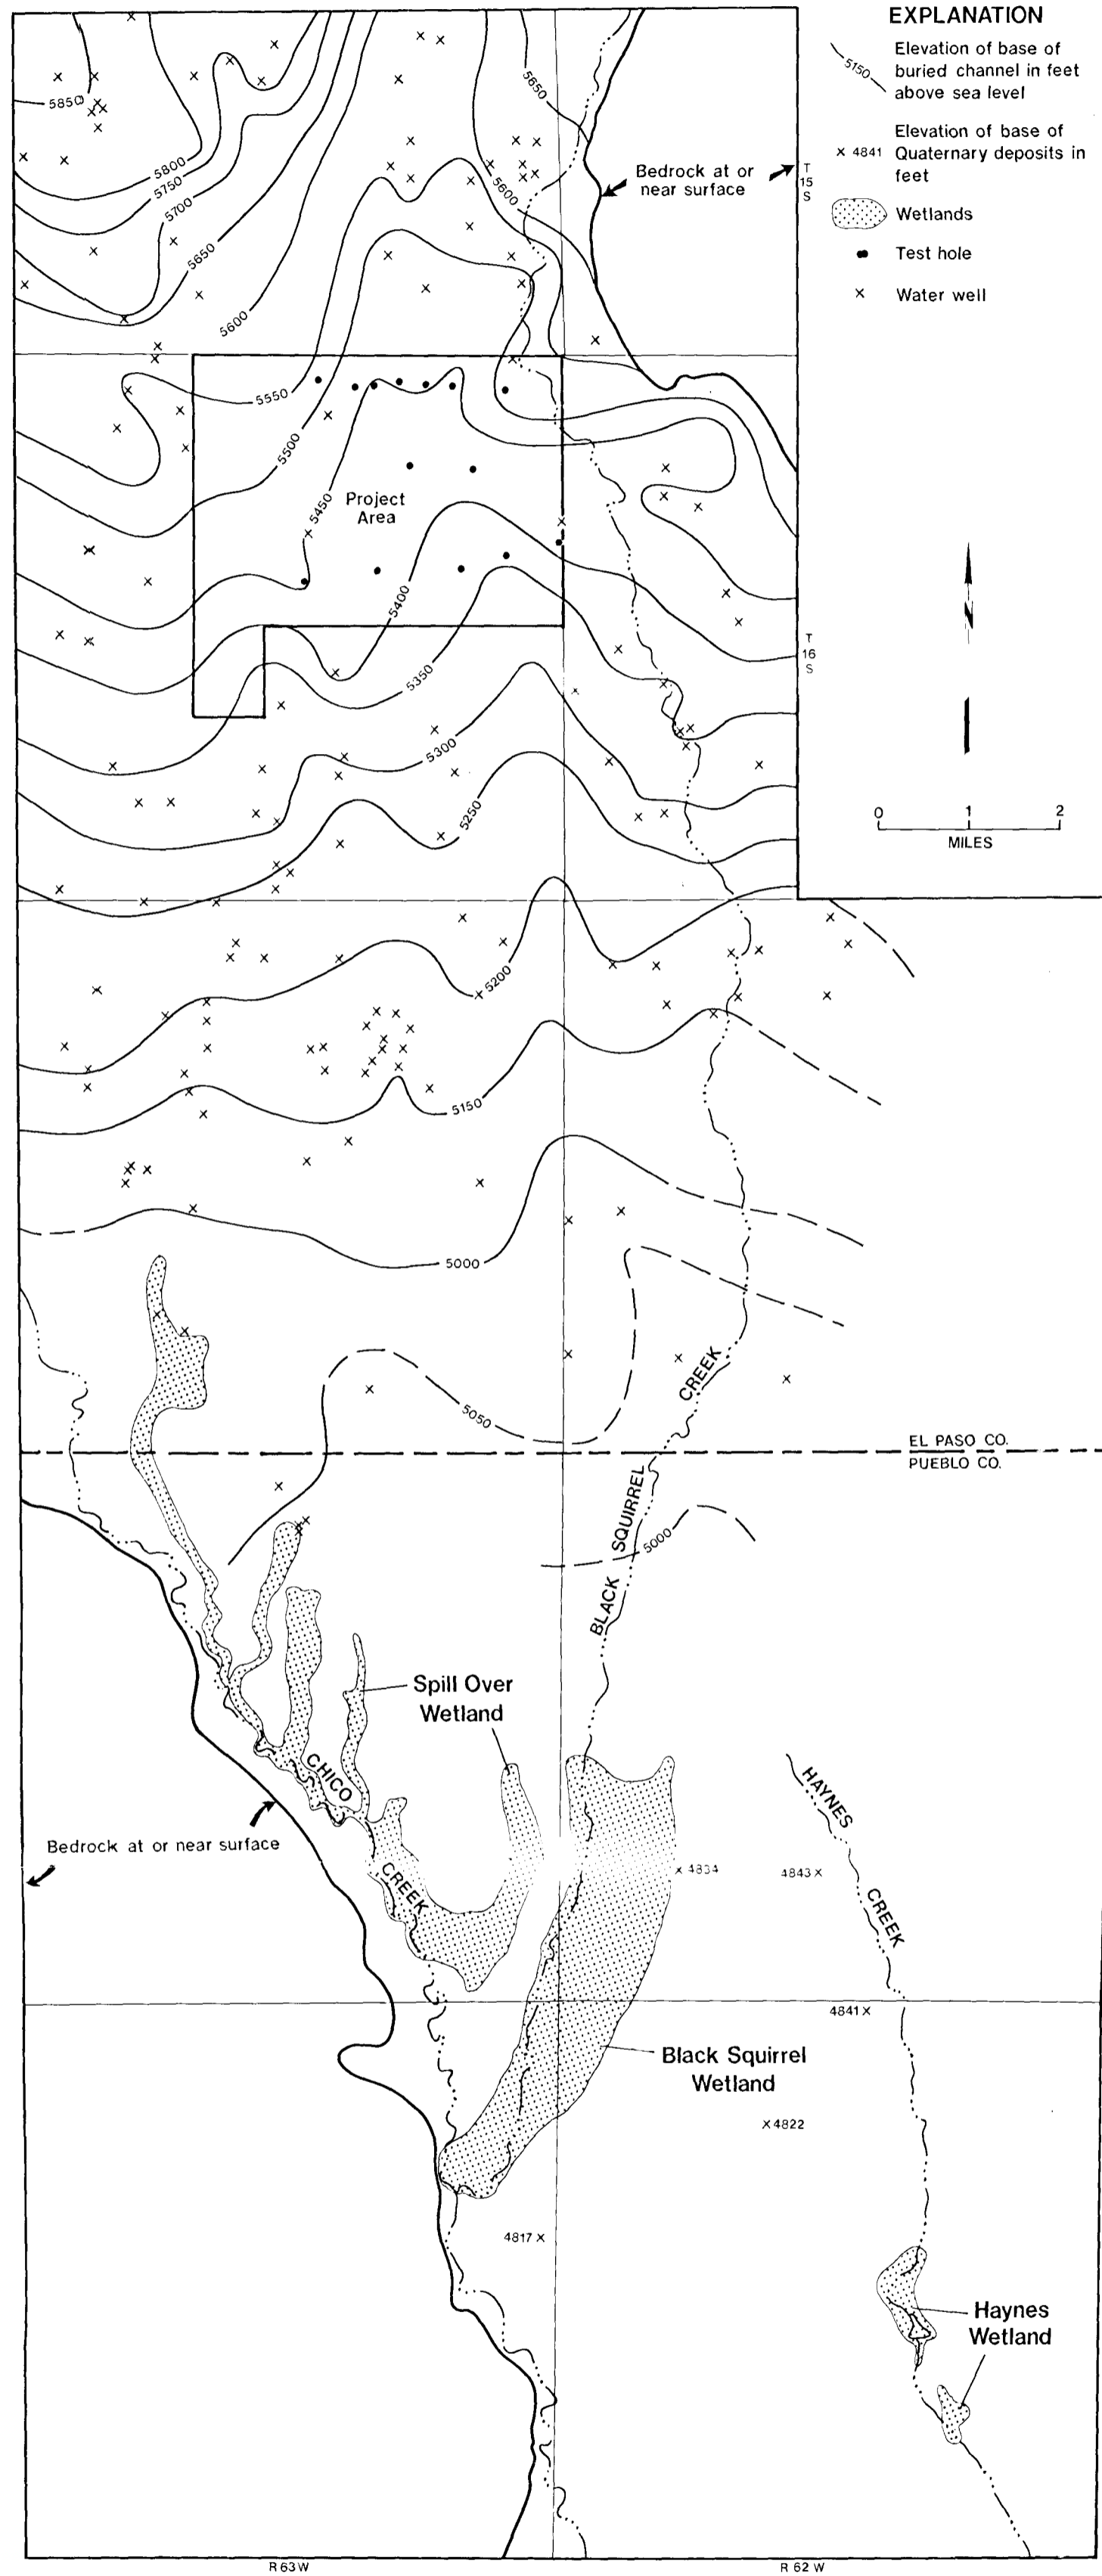 EXPLANATION
5150
Elevation of base of
buried channel in feet
above sea level
x 4841
Elevation of base of
Quaternary deposits in
feet
Wetlands
Test hole
Water well
5850
5800
5750
5700
5650
5600
5650
5600
Bedrock at or
near surface
T
15
S
5550
5500
5450
Project
Area
5400
5350
T
16
S
N
0 1 2
MILES
5300
5250
5200
5150
5000
5050
BLACK SQUIRREL CREEK
EL PASO CO.
PUEBLO CO.
5000
Spill Over
Wetland
CHICO
CREEK
Bedrock at or near surface
HAYNES
CREEK
x 4834
4843 x
4841 x
Black Squirrel
Wetland
x 4822
4817 x
Haynes
Wetland
R 63 W
R 62 W